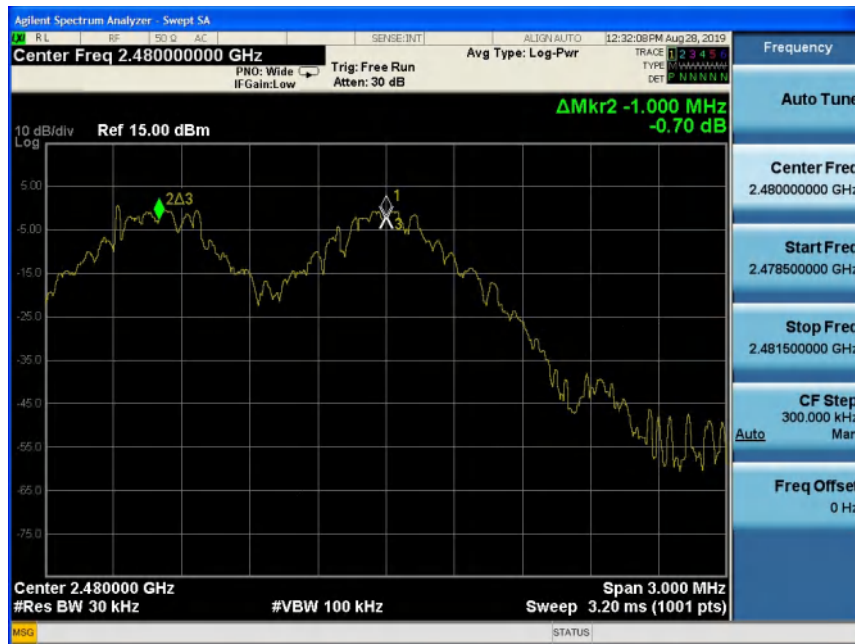 Agilent Spectrum Analyzer - Swept SA
LXI RL RF 50 Ω AC SENSE:INT ALIGN AUTO 12:32:08 PM Aug 28, 2019
Center Freq 2.480000000 GHz
PNO: Wide
IFGain:Low
Trig: Free Run
Atten: 30 dB
Avg Type: Log-Pwr
TRACE 1 2 3 4 5 6
TYPE M
DET P N N N N N
ΔMkr2 -1.000 MHz
-0.70 dB
10 dB/div Ref 15.00 dBm
Log
5.00
-5.00
-15.0
-25.0
-35.0
-45.0
-55.0
-65.0
-75.0
2Δ3
1
3
Center 2.480000 GHz Span 3.000 MHz
#Res BW 30 kHz #VBW 100 kHz Sweep 3.20 ms (1001 pts)
MSG STATUS
Frequency
Auto Tune
Center Freq
2.480000000 GHz
Start Freq
2.478500000 GHz
Stop Freq
2.481500000 GHz
CF Step
300.000 kHz
Auto Man
Freq Offset
0 Hz